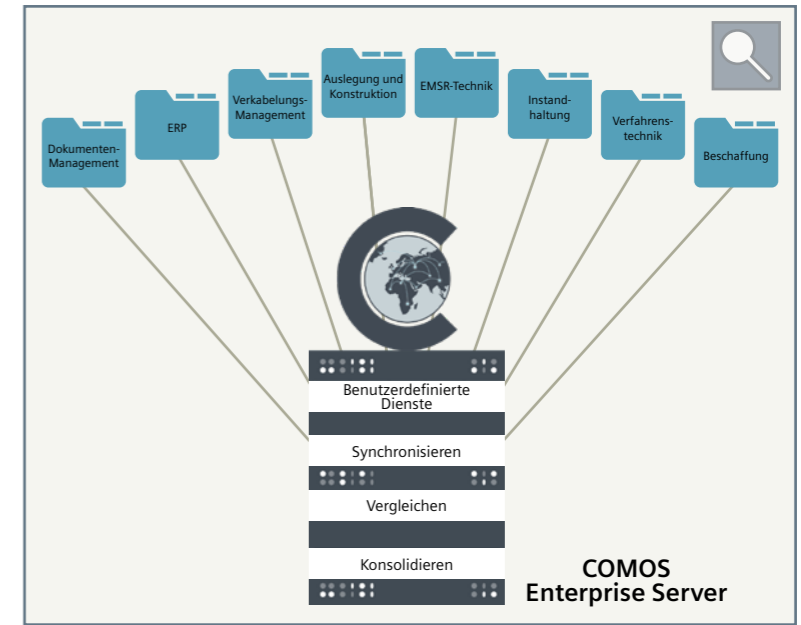 Dokumenten-
Management
ERP
Verkabelungs-
Management
Auslegung und
Konstruktion
EMSR-Technik
Instand-
haltung
Verfahrens-
technik
Beschaffung
Benutzerdefinierte
Dienste
Synchronisieren
Vergleichen
Konsolidieren
COMOS
Enterprise Server